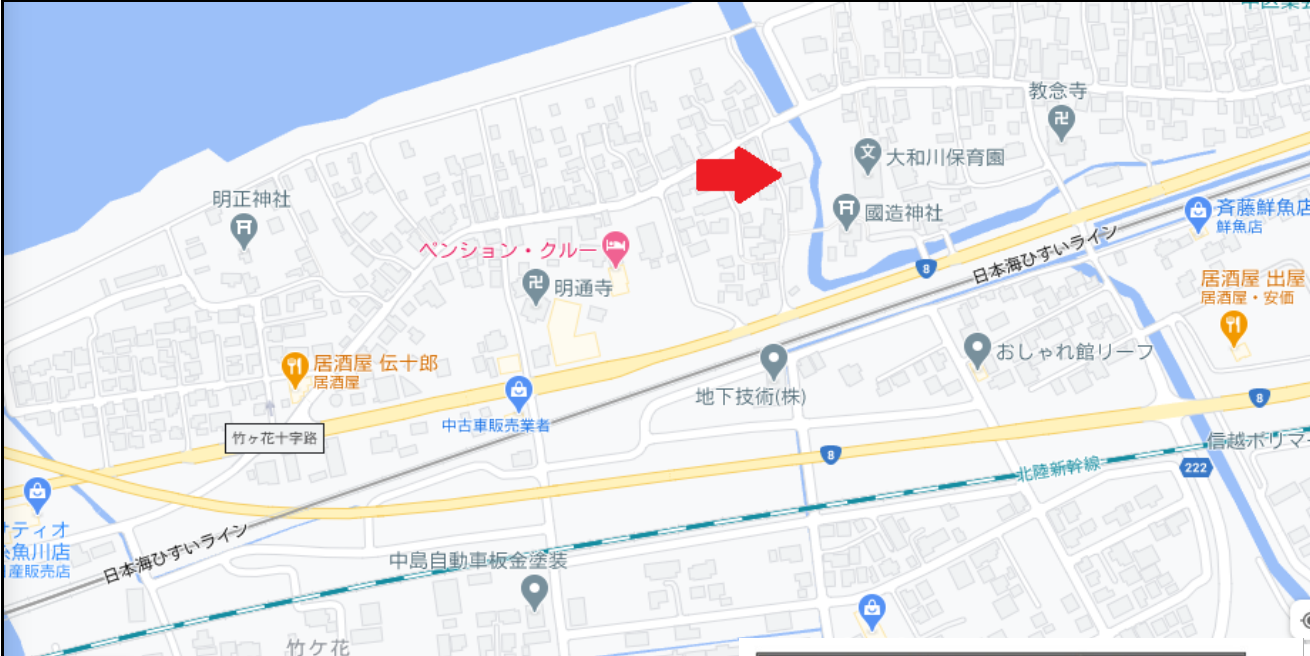 教念寺
大和川保育園
明正神社
國造神社
斉藤鮮魚店
鮮魚店
ペンション・クルー
日本海ひすいライン
8
明通寺
居酒屋 出屋
居酒屋・安価
おしゃれ館リーフ
居酒屋 伝十郎
居酒屋
地下技術(株)
8
中古車販売業者
竹ヶ花十字路
信越ポリマ
8
北陸新幹線
222
ティオ
糸魚川店
産販売店
日本海ひすいライン
中島自動車板金塗装
竹ケ花